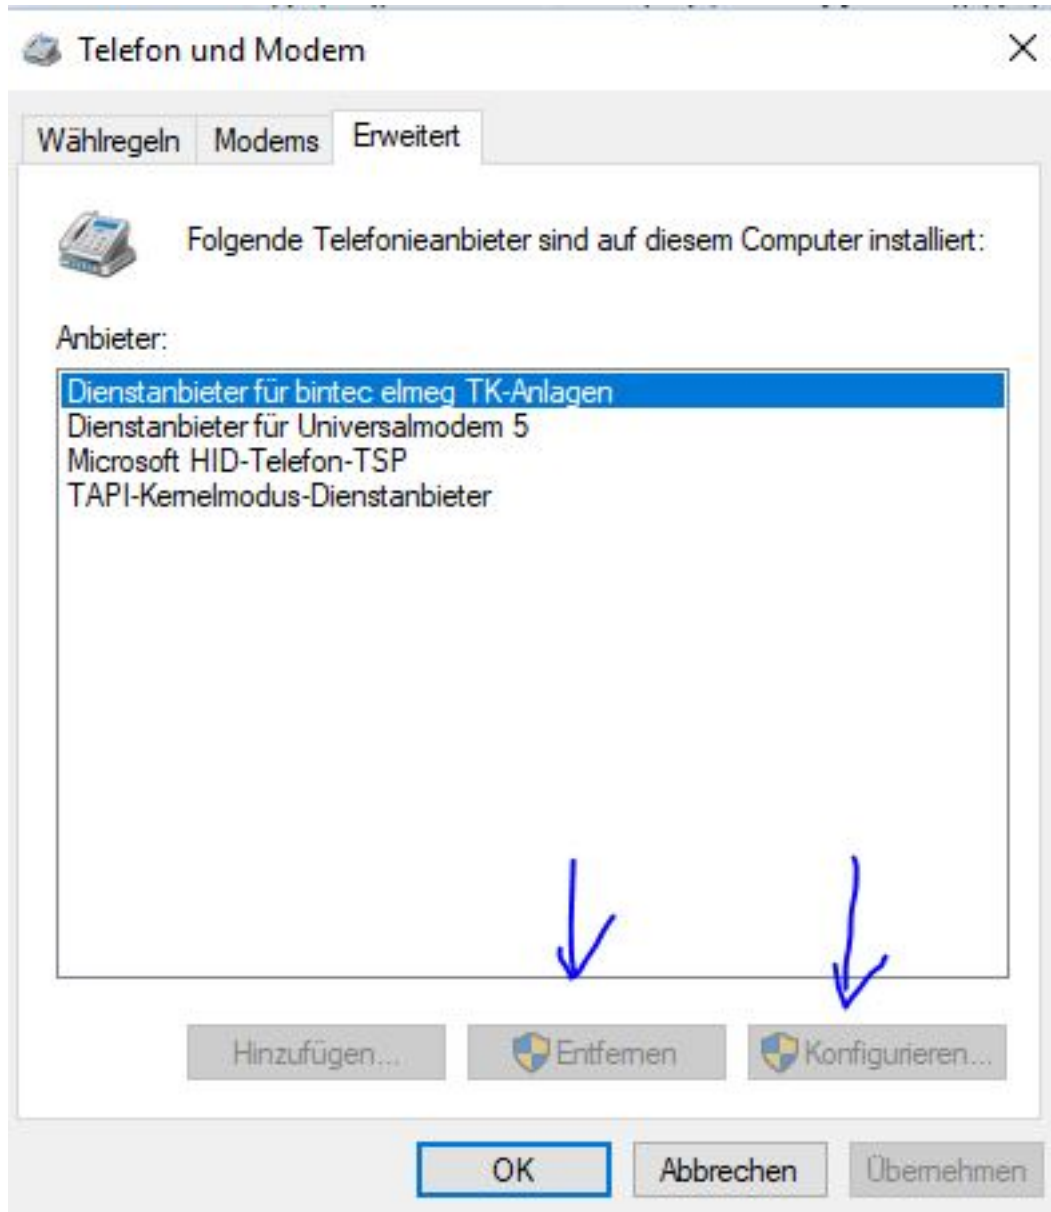 Telefon und Modem
Wählregeln Modems Erweitert
Folgende Telefonieanbieter sind auf diesem Computer installiert:
Anbieter:
Dienstanbieter für bintec elmeg TK-Anlagen
Dienstanbieter für Universalmodem 5
Microsoft HID-Telefon-TSP
TAPI-Kernelmodus-Dienstanbieter
Hinzufügen... Entfernen Konfigurieren...
OK Abbrechen Übernehmen